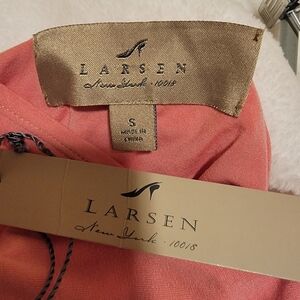 LARSEN
New York · 10018
S
MADE IN
CHINA
LARSEN
New York · 10018